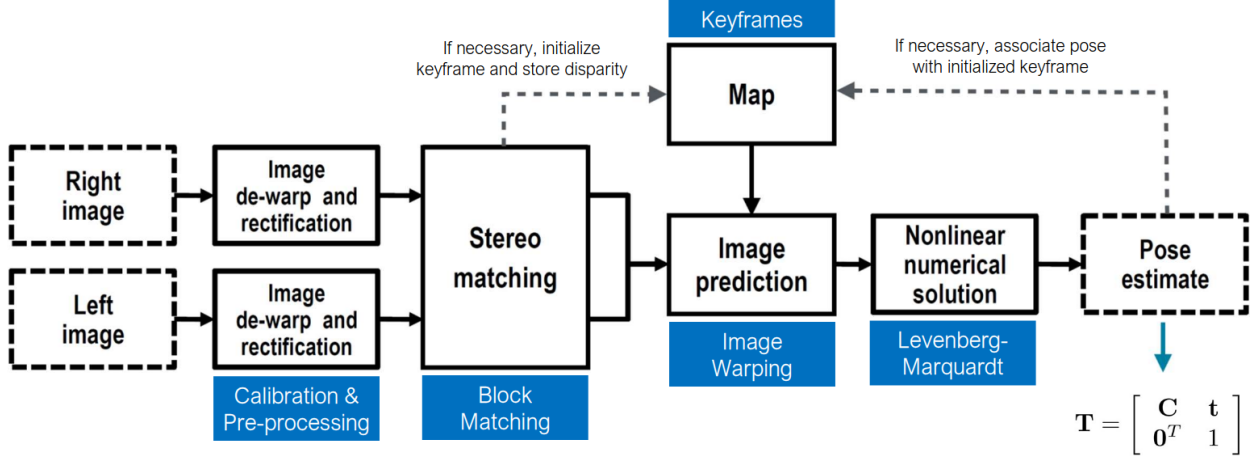 Keyframes
If necessary, initialize
keyframe and store disparity
If necessary, associate pose
with initialized keyframe
Map
Right
image
Image
de-warp and
rectification
Stereo
matching
Image
prediction
Nonlinear
numerical
solution
Pose
estimate
Left
image
Image
de-warp and
rectification
Calibration &
Pre-processing
Block
Matching
Image
Warping
Levenberg-
Marquardt
T = [ C t
0^T 1 ]